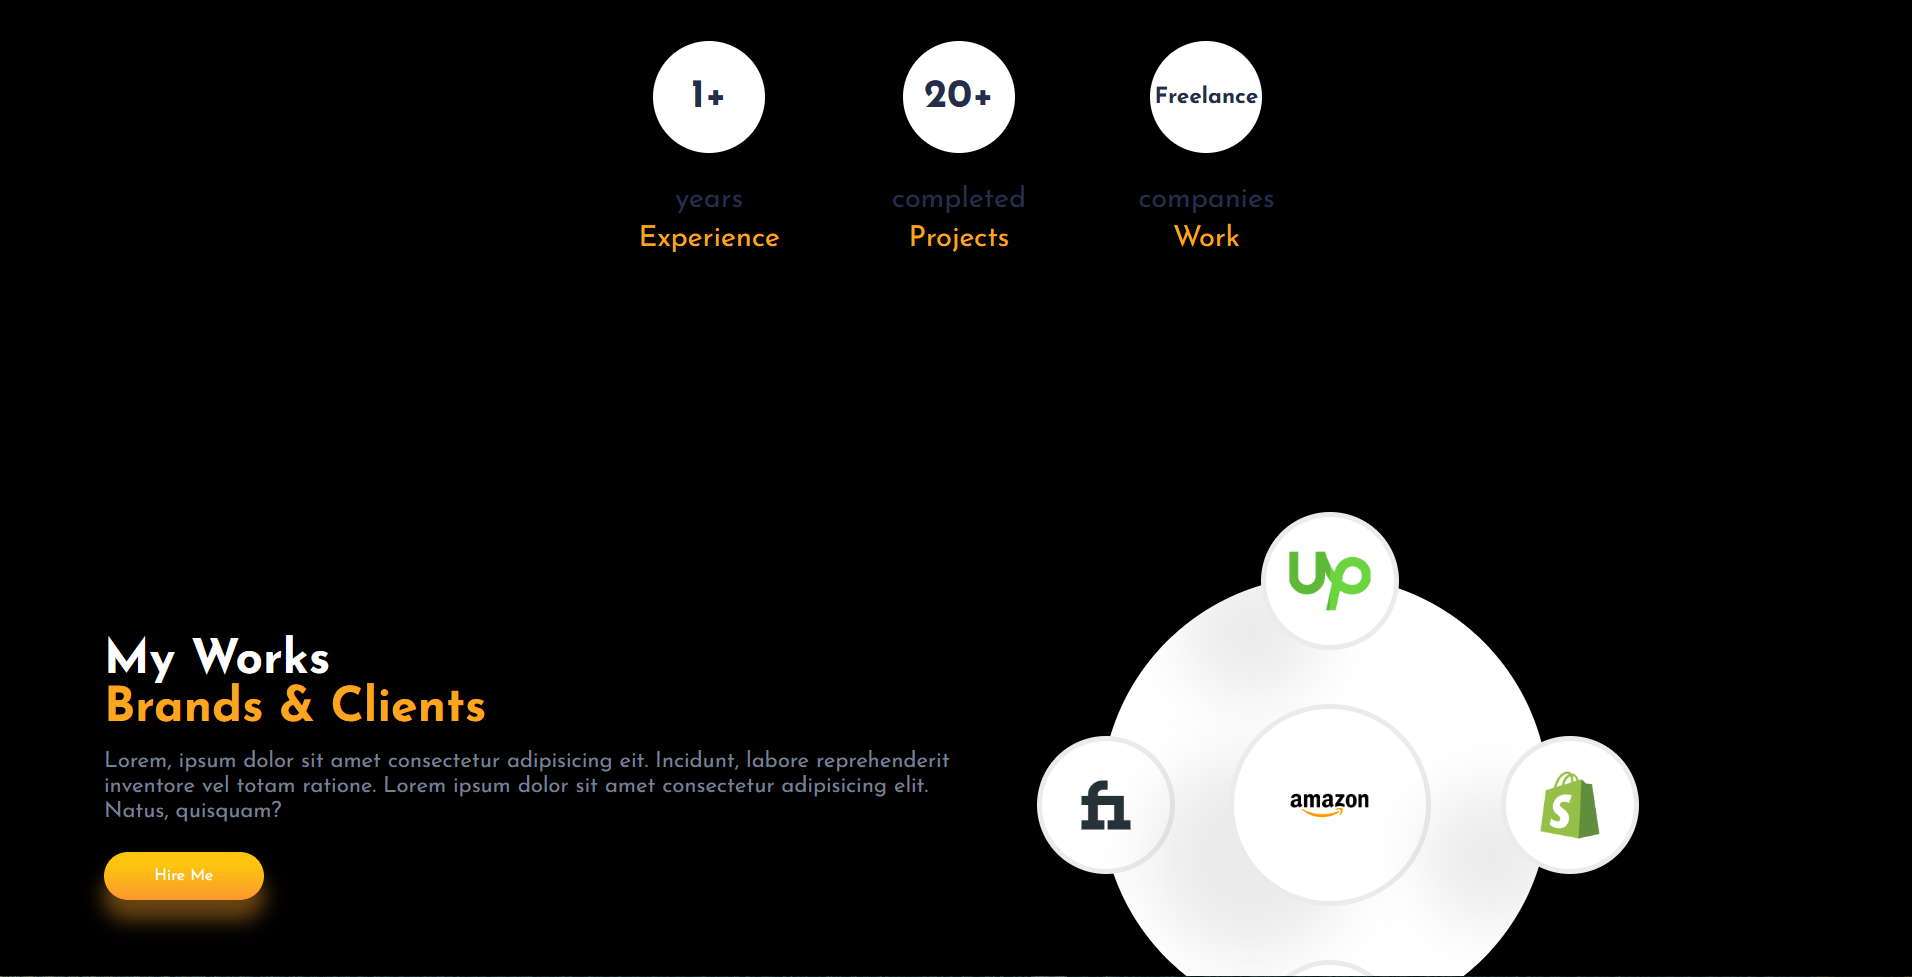 1+
20+
Freelance
years
completed
companies
Experience
Projects
Work
My Works
Brands & Clients
Lorem, ipsum dolor sit amet consectetur adipisicing eit. Incidunt, labore reprehenderit
inventore vel totam ratione. Lorem ipsum dolor sit amet consectetur adipisicing elit.
Natus, quisquam?
Hire Me
up
fi
amazon
S